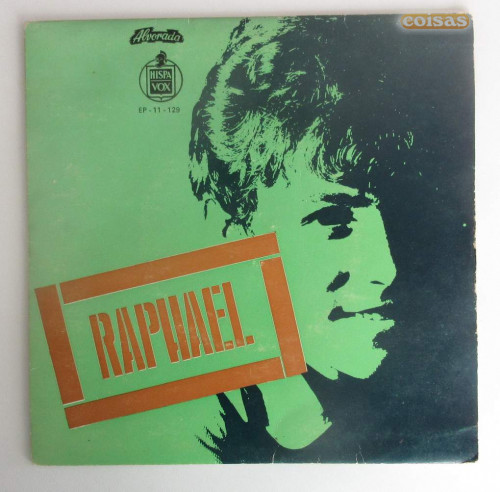 coisas
Alvorada
HISPA
VOX
EP - 11 - 129
RAPHAEL